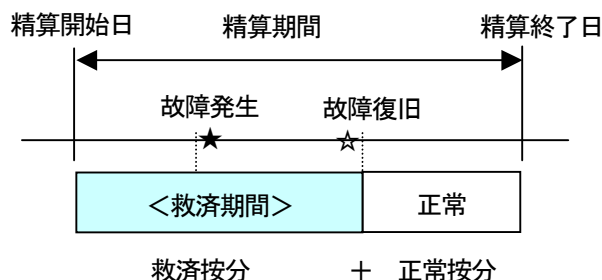 精算開始日 精算期間 精算終了日
故障発生 故障復旧
★ ☆
＜救済期間＞ 正常
救済按分 ＋ 正常按分